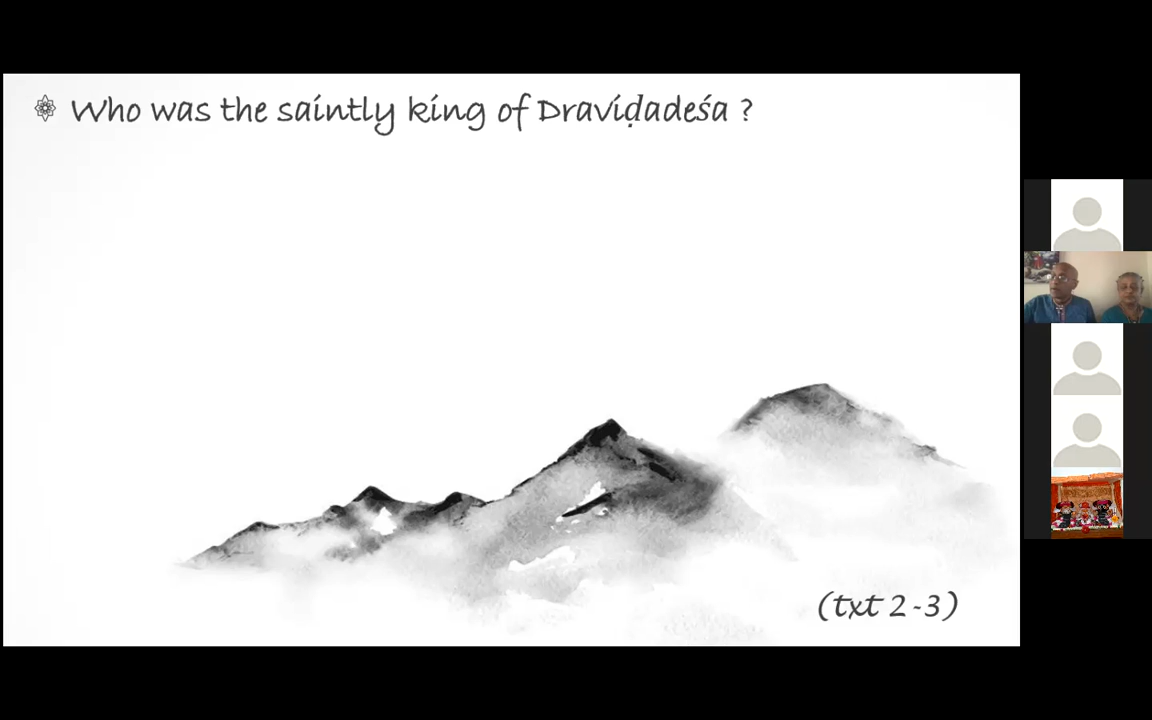 Who was the saintly king of Draviḍadeśa ?
(txt 2-3)